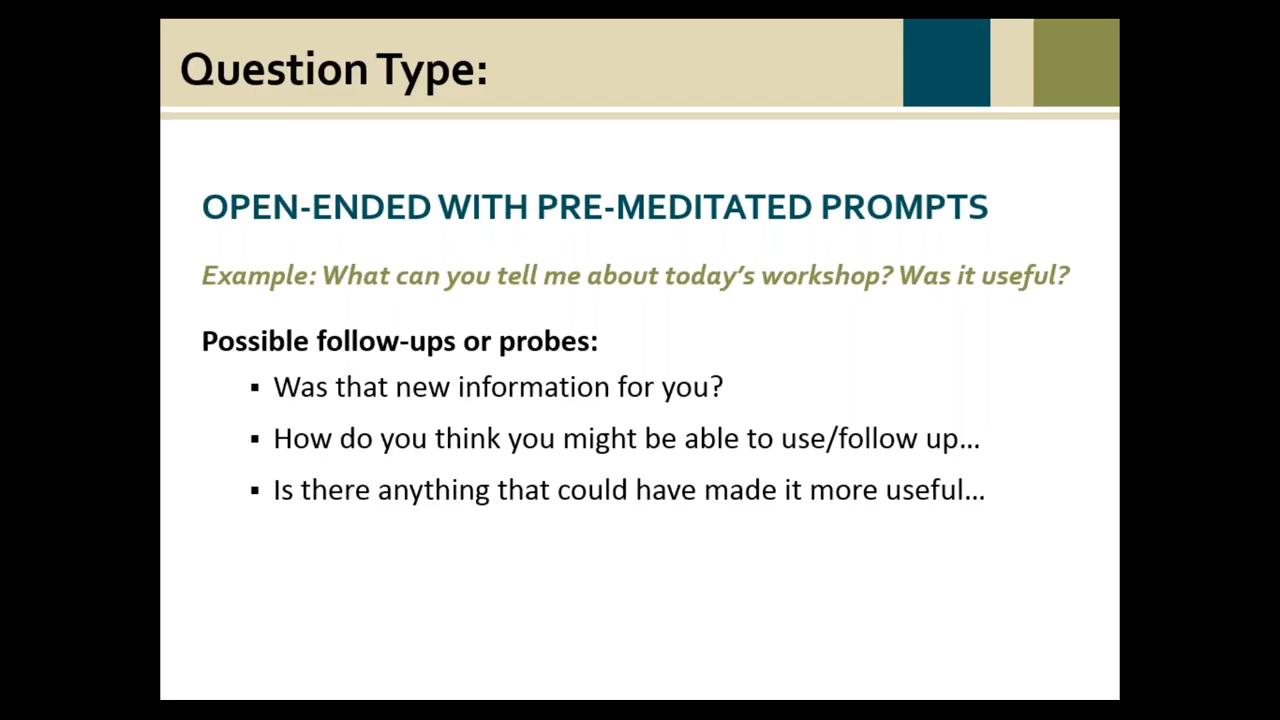 Question Type:
OPEN-ENDED WITH PRE-MEDITATED PROMPTS
Example: What can you tell me about today’s workshop? Was it useful?
Possible follow-ups or probes:
▪ Was that new information for you?
▪ How do you think you might be able to use/follow up…
▪ Is there anything that could have made it more useful…